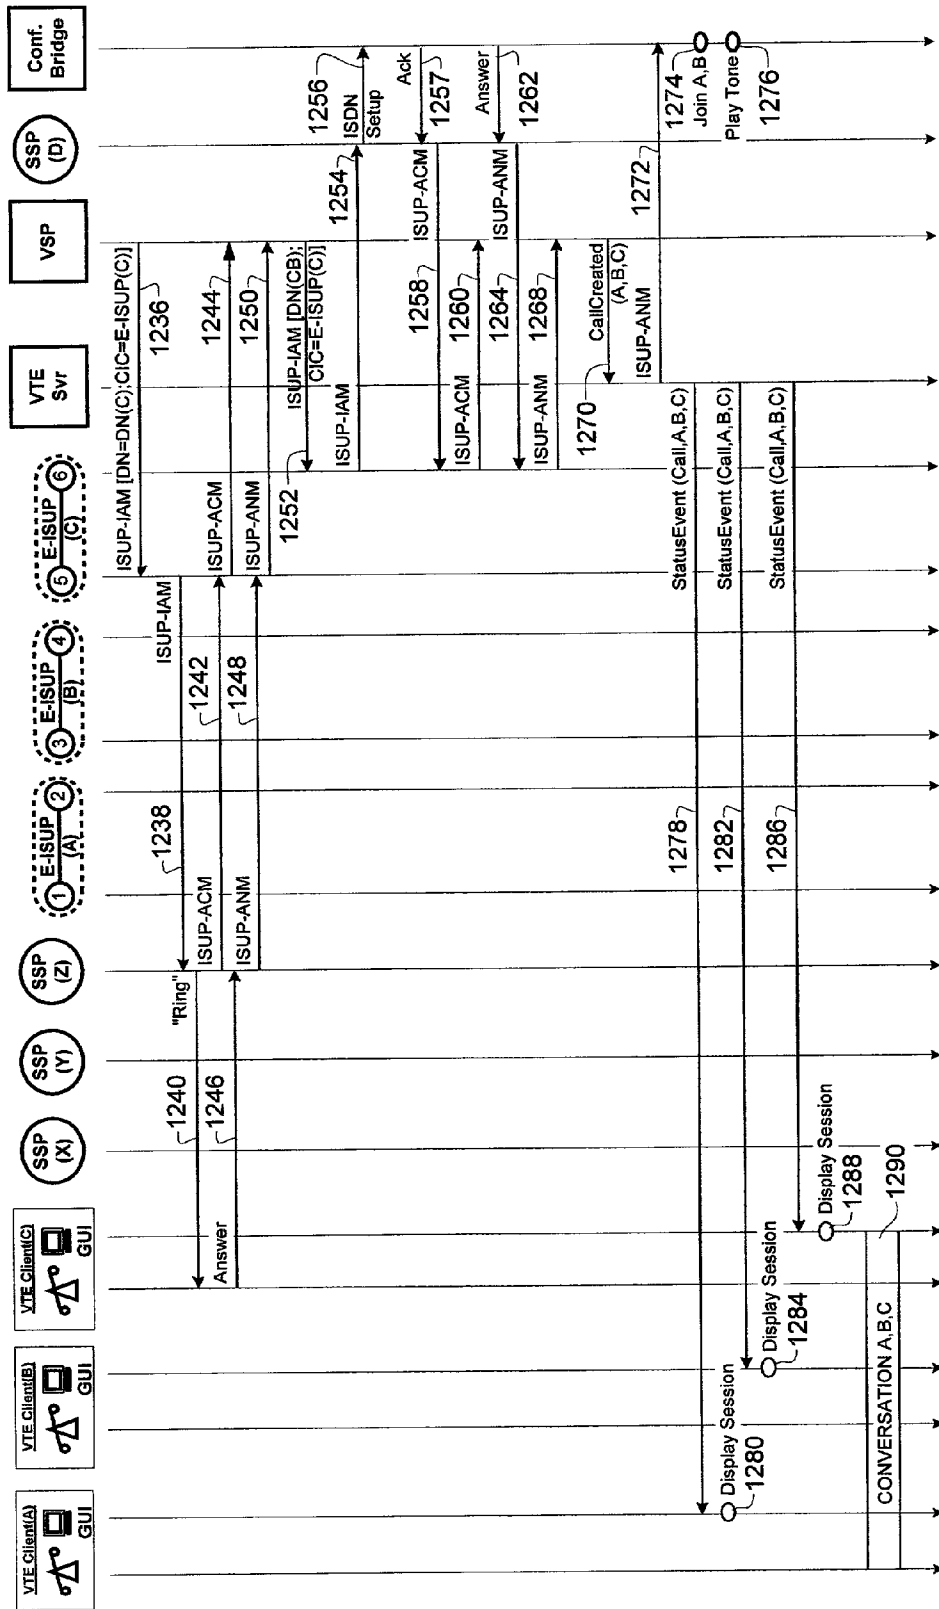 VTE Client(A)
GUI
VTE Client(B)
GUI
VTE Client(C)
GUI
SSP
(X)
SSP
(Y)
SSP
(Z)
1
E-ISUP
(A)
2
3
E-ISUP
(B)
4
5
E-ISUP
(C)
6
VTE
Svr
VSP
SSP
(D)
Conf.
Bridge
ISUP-IAM [DN=DN(C);CIC=E-ISUP(C)]
1236
ISUP-IAM
1238
"Ring"
1240
ISUP-ACM
1242
ISUP-ACM
1244
Answer
1246
ISUP-ANM
1248
ISUP-ANM
1250
ISUP-IAM [DN(CB);
CIC=E-ISUP(C)]
1252
ISUP-IAM
1254
ISDN
Setup
1256
Ack
1257
ISUP-ACM
1258
ISUP-ACM
1260
Answer
1262
ISUP-ANM
1264
ISUP-ANM
1268
CallCreated
(A,B,C)
1270
ISUP-ANM
1272
1274
Join A,B
Play Tone
1276
StatusEvent (Call,A,B,C)
1278
Display Session
1280
StatusEvent (Call,A,B,C)
1282
Display Session
1284
StatusEvent (Call,A,B,C)
1286
Display Session
1288
CONVERSATION A,B,C
1290